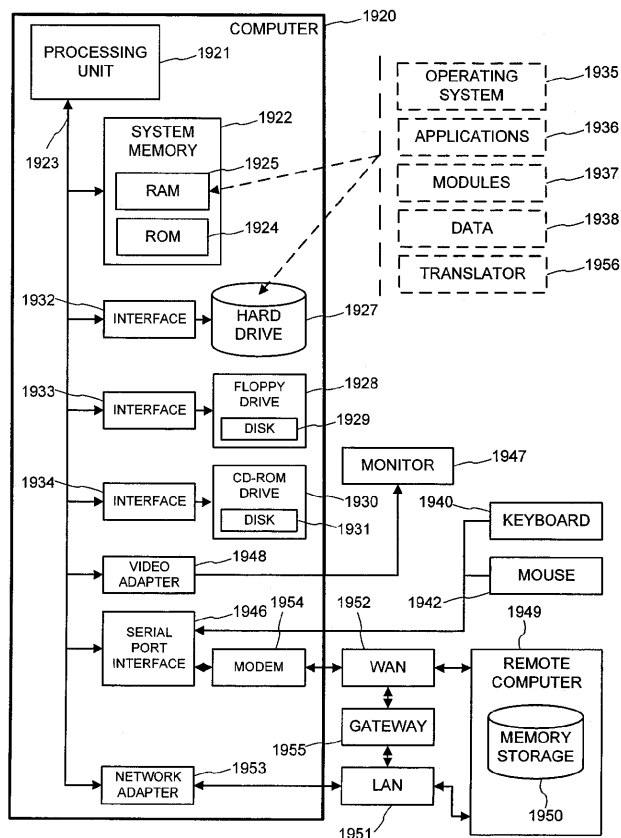 COMPUTER
1920
PROCESSING
UNIT
1921
1923
SYSTEM
MEMORY
1922
1925
RAM
1924
ROM
OPERATING
SYSTEM
1935
APPLICATIONS
1936
MODULES
1937
DATA
1938
TRANSLATOR
1956
1932
INTERFACE
HARD
DRIVE
1927
1933
INTERFACE
FLOPPY
DRIVE
1928
DISK
1929
1934
INTERFACE
CD-ROM
DRIVE
1930
DISK
1931
MONITOR
1947
1940
KEYBOARD
MOUSE
1942
VIDEO
ADAPTER
1948
SERIAL
PORT
INTERFACE
1946
1954
MODEM
1952
WAN
GATEWAY
1955
1949
REMOTE
COMPUTER
MEMORY
STORAGE
1950
NETWORK
ADAPTER
1953
LAN
1951